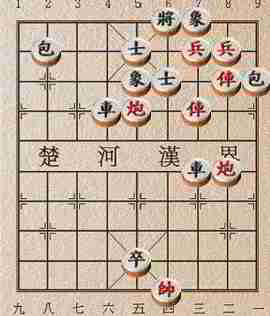 1 2 3 4 5 6 7 8 9
將 象
包 士 兵 兵
象 士 俥 包
車 炮 俥
楚 河 漢 界
車 炮
卒
帥
九 八 七 六 五 四 三 二 一